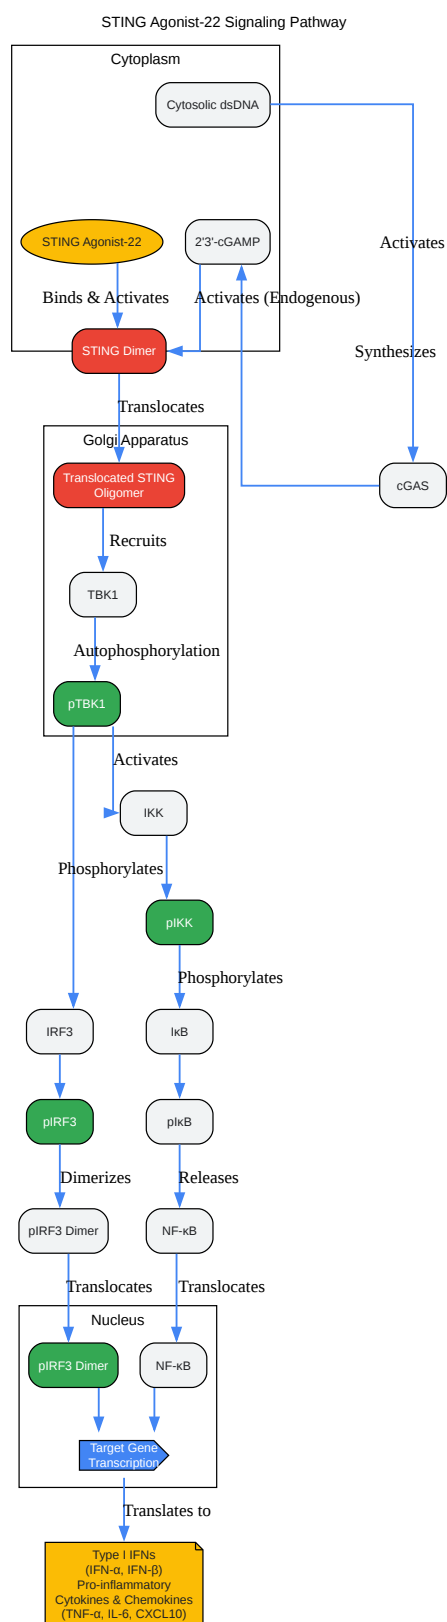 STING Agonist-22 Signaling Pathway
Cytoplasm
Cytosolic dsDNA
Activates
STING Agonist-22
2'3'-cGAMP
Binds & Activates
Activates (Endogenous)
Synthesizes
STING Dimer
Translocates
Golgi Apparatus
Translocated STING
Oligomer
cGAS
Recruits
TBK1
Autophosphorylation
pTBK1
Activates
IKK
Phosphorylates
pIKK
Phosphorylates
IRF3
IκB
pIRF3
pIκB
Dimerizes
Releases
pIRF3 Dimer
NF-κB
Translocates
Translocates
Nucleus
pIRF3 Dimer
NF-κB
Target Gene
Transcription
Translates to
Type I IFNs
(IFN-α, IFN-β)
Pro-inflammatory
Cytokines & Chemokines
(TNF-α, IL-6, CXCL10)